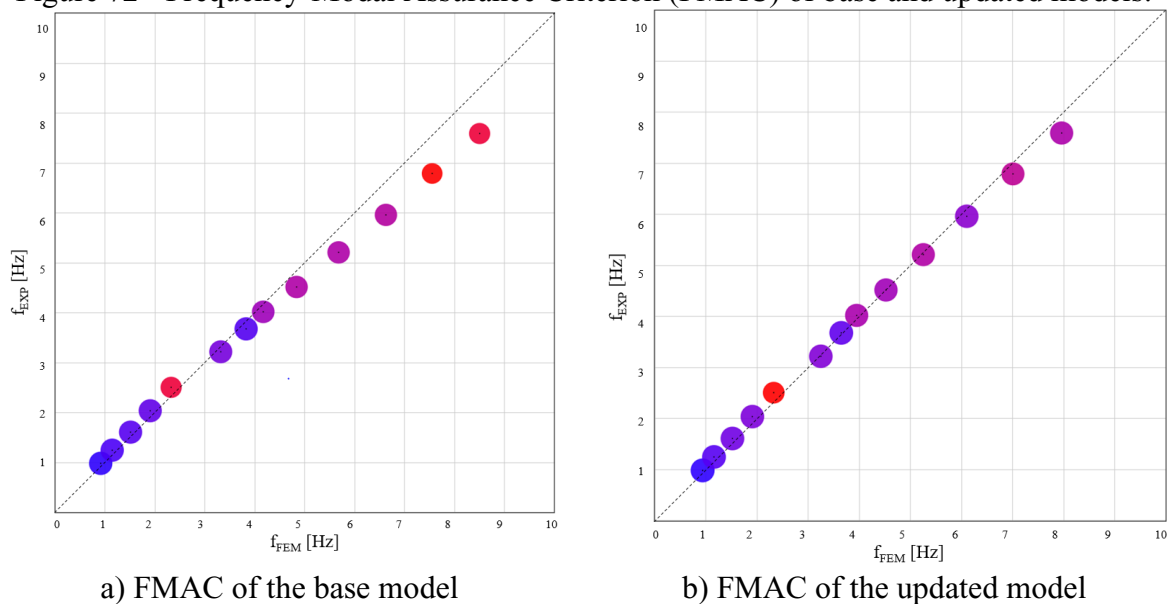 Figure 72 - Frequency-Modal Assurance Criterion (FMAC) of base and updated models.
10
9
8
7
6
5
4
3
2
1
f_EXP [Hz]
0 1 2 3 4 5 6 7 8 9 10
f_FEM [Hz]
a) FMAC of the base model
10
9
8
7
6
5
4
3
2
1
f_EXP [Hz]
0 1 2 3 4 5 6 7 8 9 10
f_FEM [Hz]
b) FMAC of the updated model